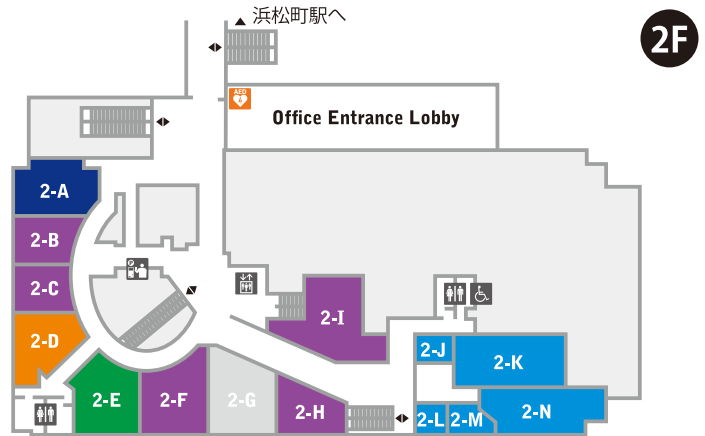 浜松町駅へ
2F
AED
Office Entrance Lobby
2-A
2-B
2-C
2-D
2-E
2-F
2-G
2-H
2-I
2-J
2-K
2-L
2-M
2-N